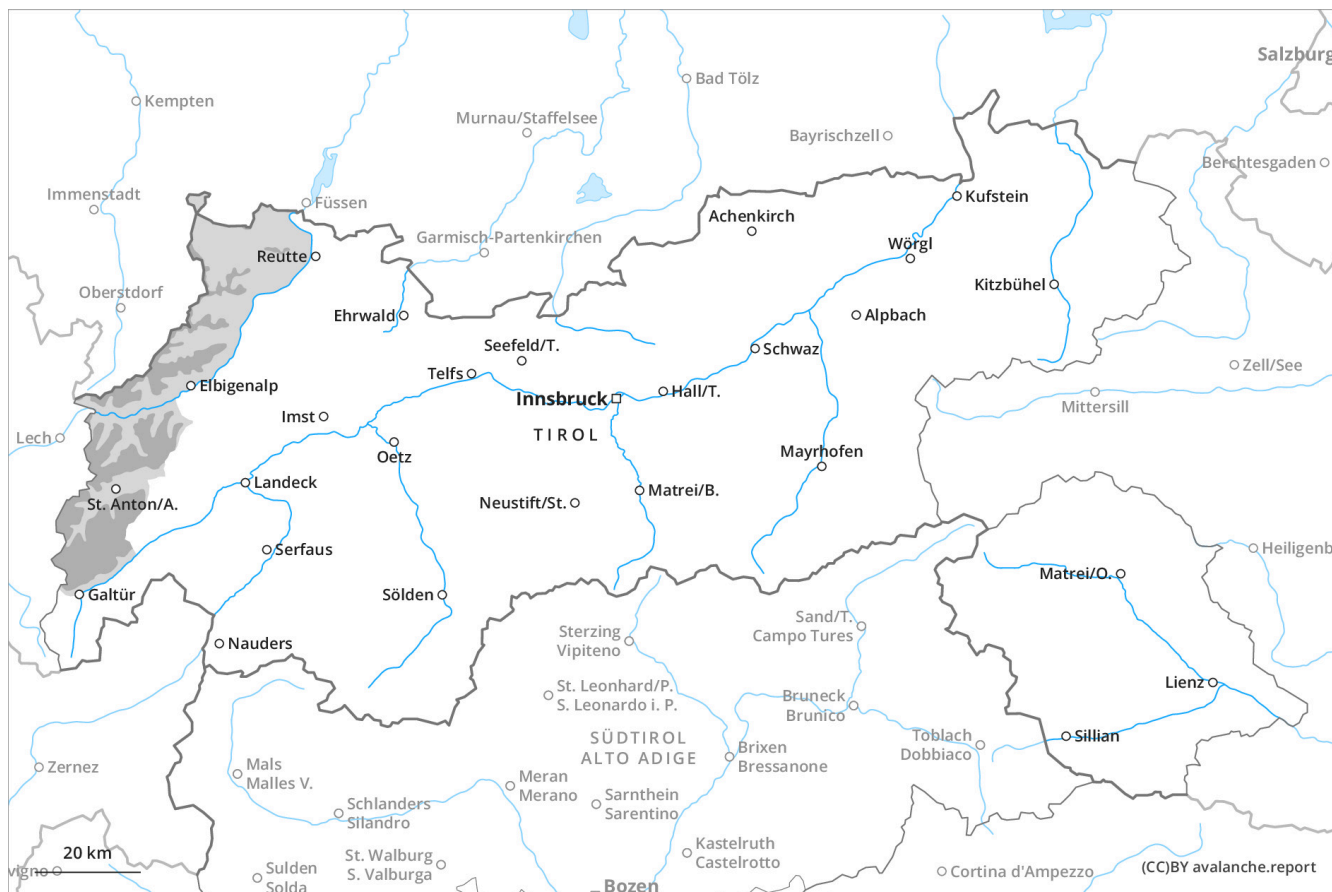 Salzburg
Kempten
Bad Tölz
Murnau/Staffelsee
Bayrischzell
Berchtesgaden
Immenstadt
Füssen
Kufstein
Achenkirch
Garmisch-Partenkirchen
Wörgl
Reutte
Oberstdorf
Kitzbühel
Ehrwald
Alpbach
Seefeld/T.
Schwaz
Zell/See
Telfs
Elbigenalp
Hall/T.
Innsbruck
Mittersill
Imst
TIROL
Lech
Oetz
Mayrhofen
Landeck
Matrei/B.
St. Anton/A.
Neustift/St.
Serfaus
Heiligenb
Matrei/O.
Galtür
Sölden
Sand/T.
Campo Tures
Sterzing
Vipiteno
Nauders
Lienz
St. Leonhard/P.
S. Leonardo i. P.
Bruneck
Brunico
SÜDTIROL
ALTO ADIGE
Sillian
Toblach
Dobbiaco
Brixen
Bressanone
Zernez
Mals
Malles V.
Meran
Merano
Sarnthein
Sarentino
Schlanders
Silandro
Kastelruth
Castelrotto
20 km
St. Walburg
S. Valburga
vigno
Sulden
Solda
Cortina d'Ampezzo
(CC)BY avalanche.report
Bozen